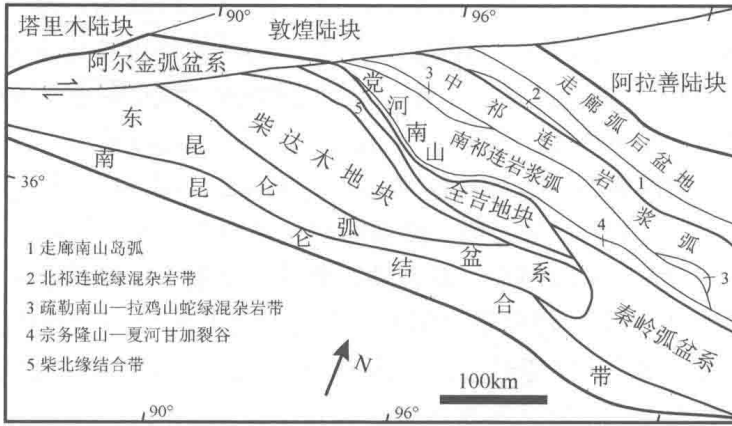 90°
96°
塔里木陆块
敦煌陆块
阿尔金弧盆系
阿拉善陆块
走廊弧后盆地
中祁连岩浆弧
党河南山
南祁连岩浆弧
全吉地块
柴达木地块
东昆仑弧盆系
南昆仑结合带
秦岭弧盆系
3
2
5
1
4
3
36°
1 走廊南山岛弧
2 北祁连蛇绿混杂岩带
3 疏勒南山—拉鸡山蛇绿混杂岩带
4 宗务隆山—夏河甘加裂谷
5 柴北缘结合带
N
100km
90°
96°